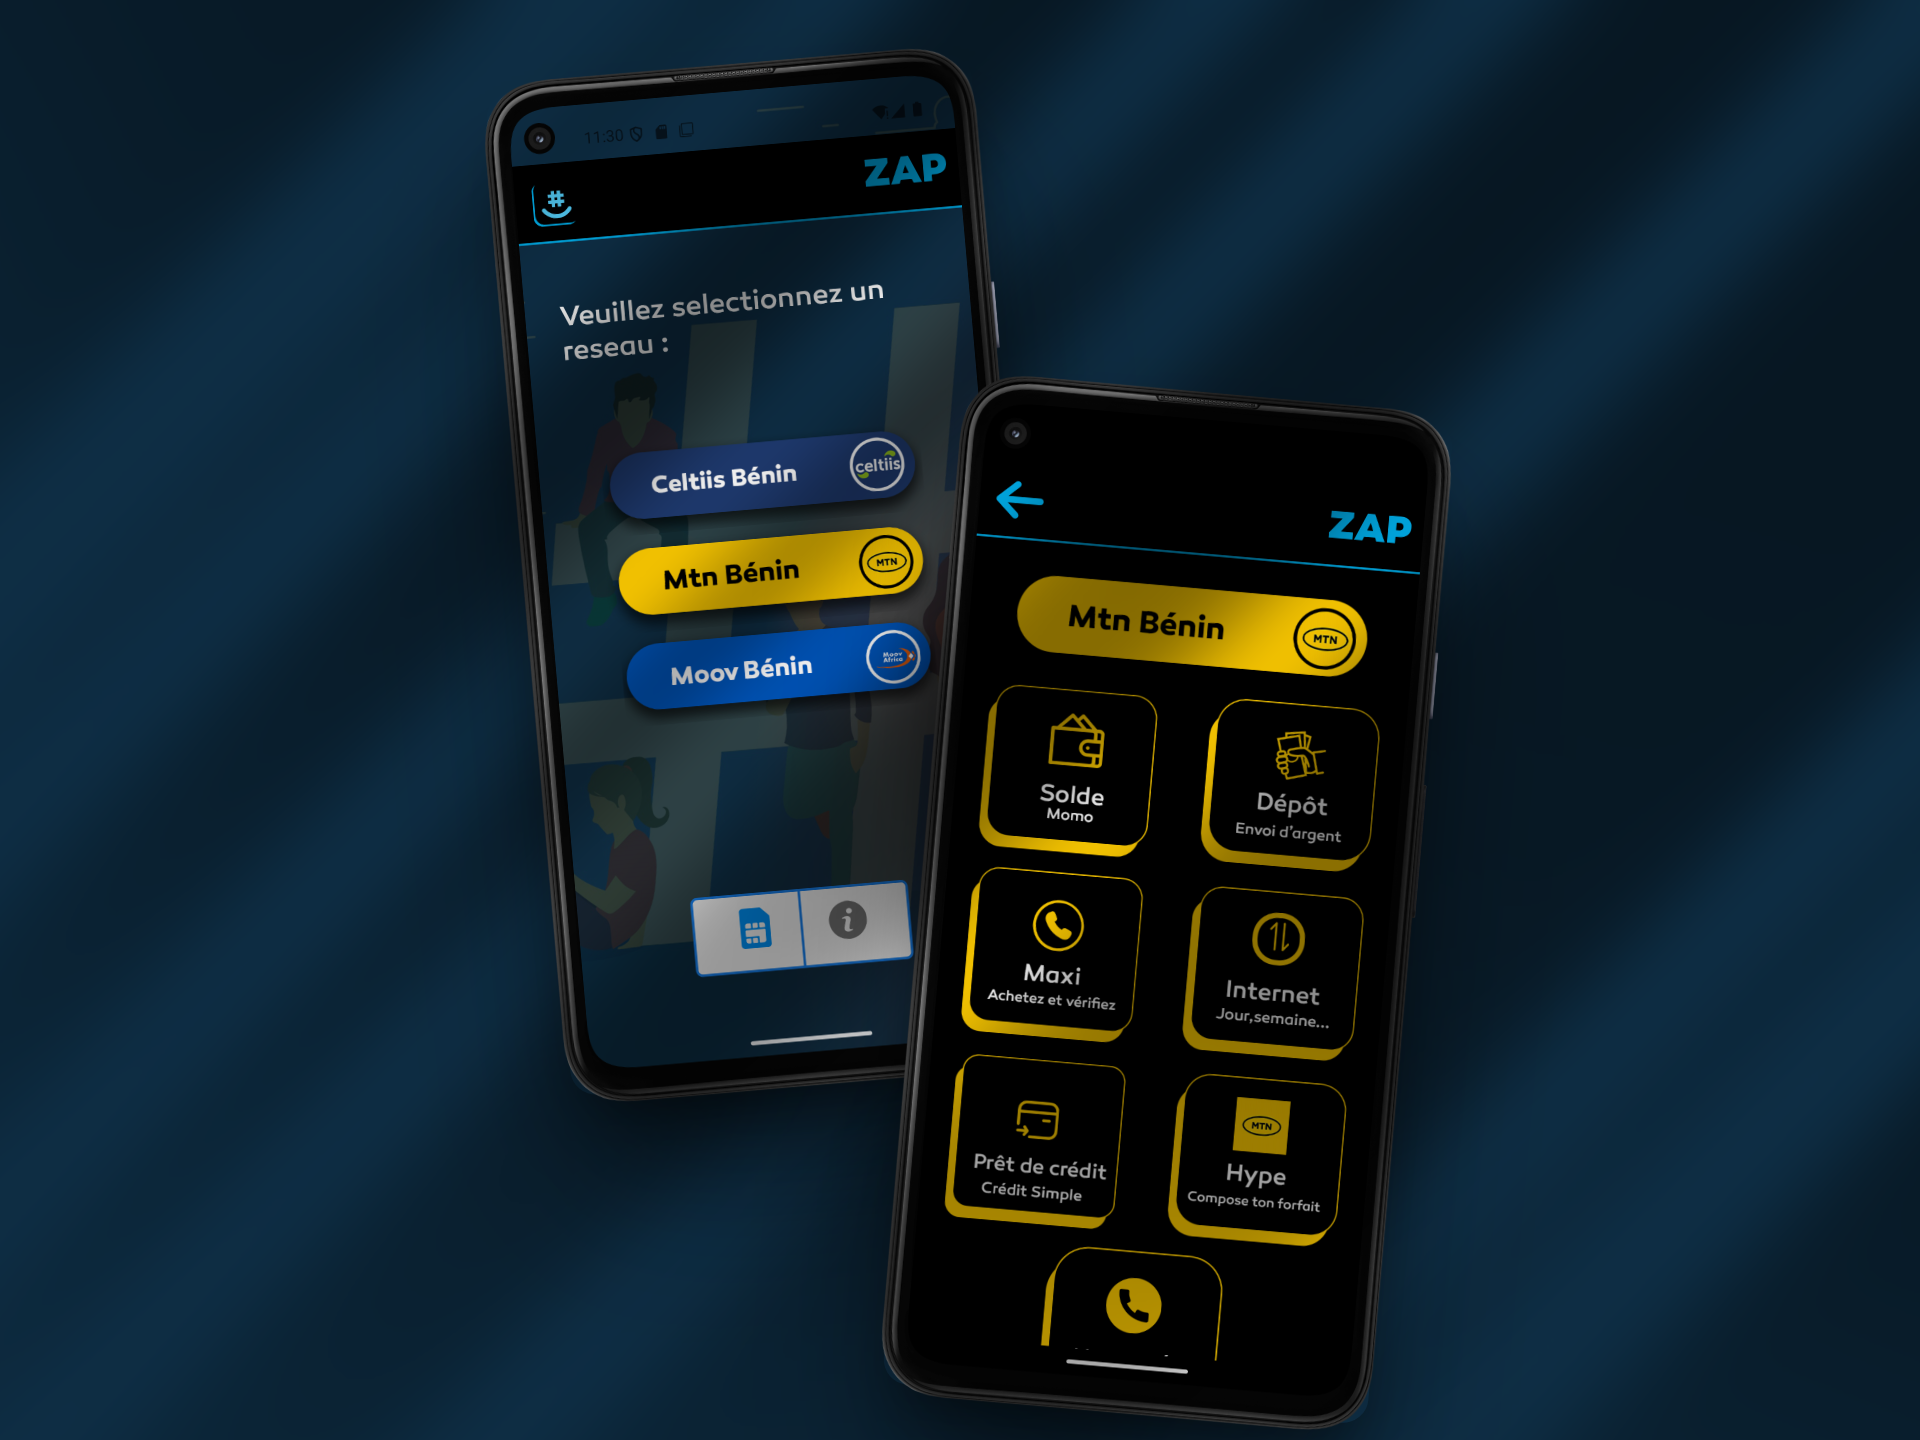 11:30
ZAP
#
Veuillez selectionnez un
reseau :
Celtiis Bénin
celtiis
Mtn Bénin
MTN
Moov Bénin
Moov
Africa
i
ZAP
Mtn Bénin
MTN
Solde
Momo
Dépôt
Envoi d'argent
Maxi
Achetez et vérifiez
Internet
Jour,semaine...
Prêt de crédit
Crédit Simple
MTN
Hype
Compose ton forfait